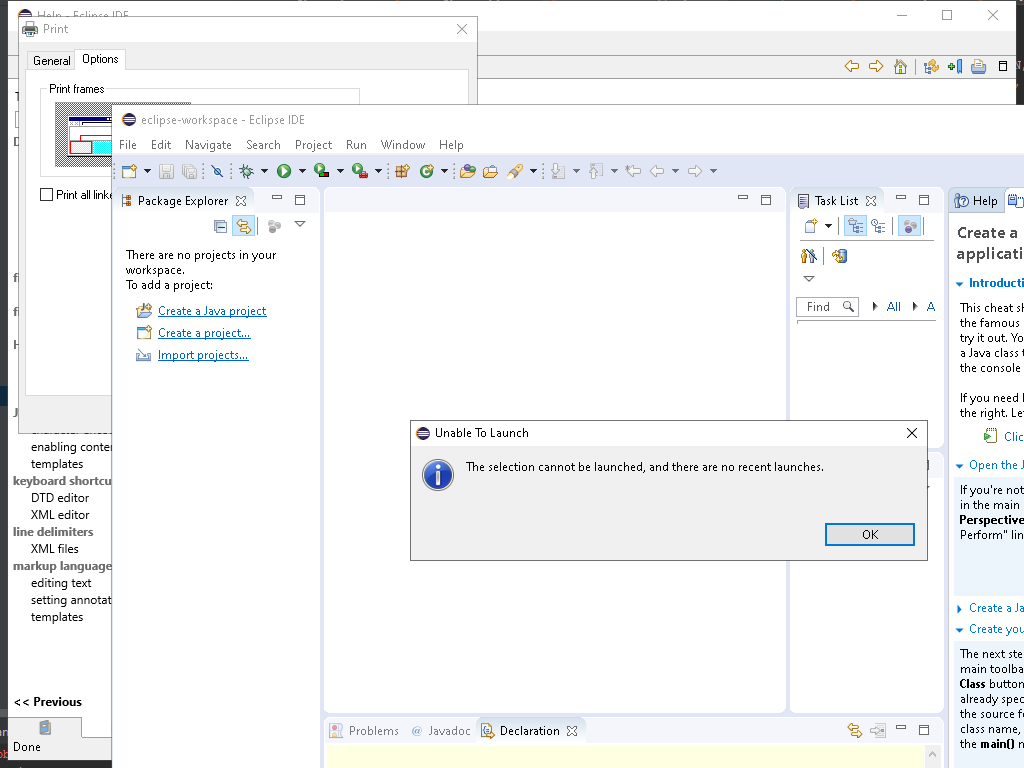 Help - Eclipse IDE
Print
General
Options
Print frames
Print all linke
eclipse-workspace - Eclipse IDE
File Edit Navigate Search Project Run Window Help
Package Explorer
There are no projects in your
workspace.
To add a project:
Create a Java project
Create a project...
Import projects...
Task List
Find
All
A
Help
Create a
applicati
Introducti
This cheat sh
the famous
try it out. Yo
a Java class t
the console
If you need
the right. Le
Clic
Open the J
If you're not
in the main
Perspective
Perform" lin
Create a Ja
Create you
The next ste
main toolba
Class button
already spec
the source f
class name,
the main() n
Unable To Launch
The selection cannot be launched, and there are no recent launches.
OK
enabling conter
templates
keyboard shortcu
DTD editor
XML editor
line delimiters
XML files
markup language
editing text
setting annotat
templates
<< Previous
Done
Problems
@ Javadoc
Declaration